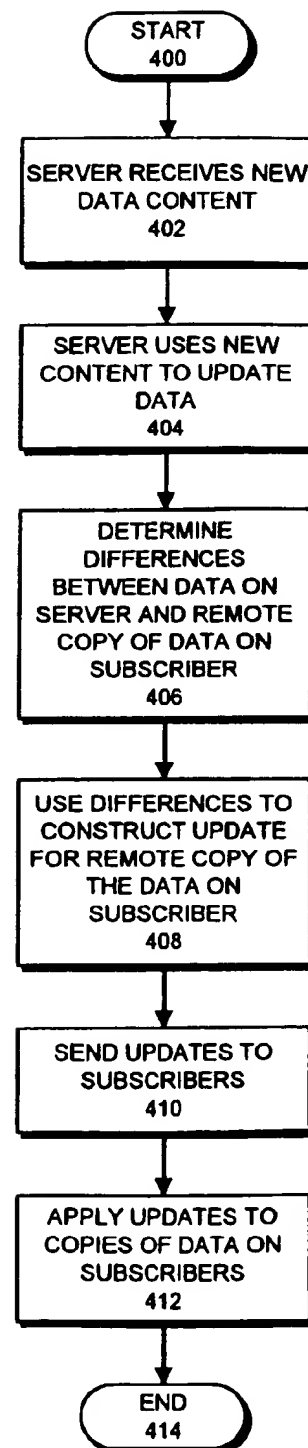 START
400
SERVER RECEIVES NEW
DATA CONTENT
402
SERVER USES NEW
CONTENT TO UPDATE
DATA
404
DETERMINE
DIFFERENCES
BETWEEN DATA ON
SERVER AND REMOTE
COPY OF DATA ON
SUBSCRIBER
406
USE DIFFERENCES TO
CONSTRUCT UPDATE
FOR REMOTE COPY OF
THE DATA ON
SUBSCRIBER
408
SEND UPDATES TO
SUBSCRIBERS
410
APPLY UPDATES TO
COPIES OF DATA ON
SUBSCRIBERS
412
END
414